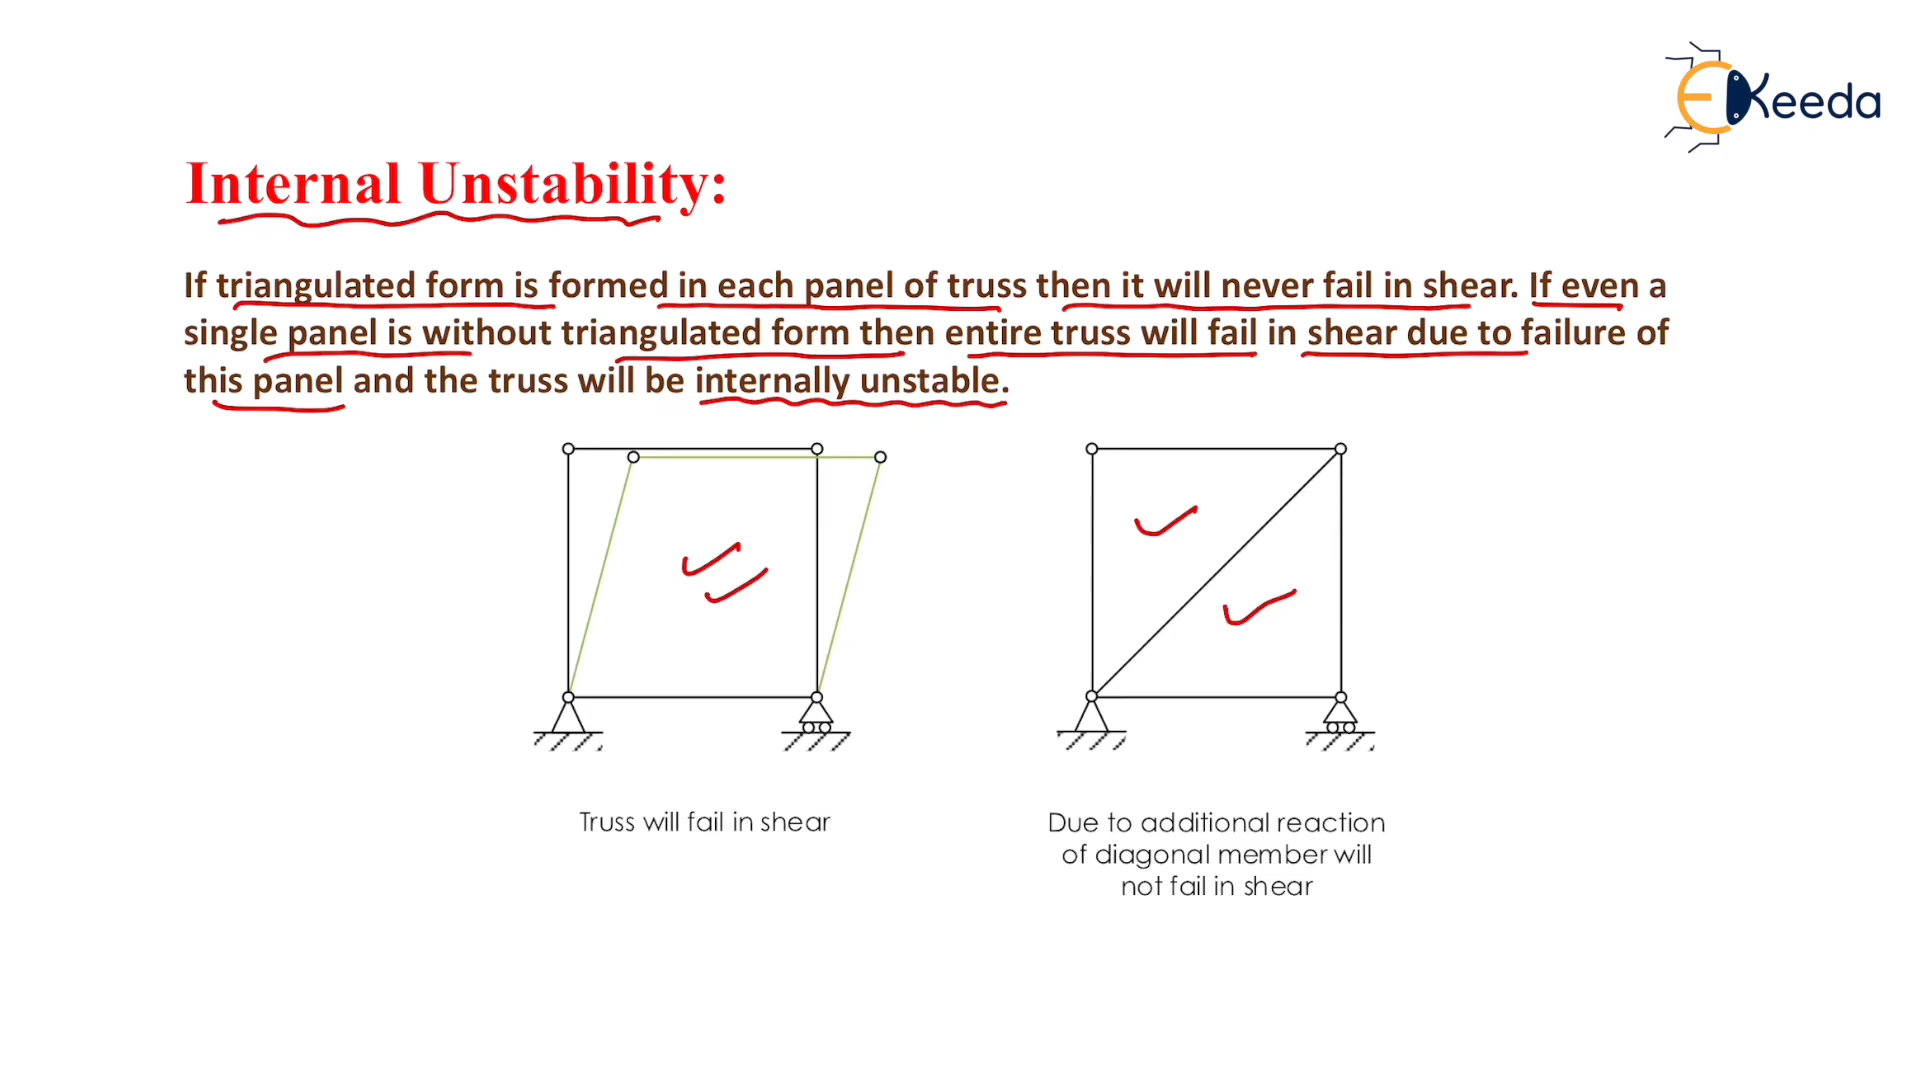 EKeeda
Internal Unstability:
If triangulated form is formed in each panel of truss then it will never fail in shear. If even a
single panel is without triangulated form then entire truss will fail in shear due to failure of
this panel and the truss will be internally unstable.
Truss will fail in shear
Due to additional reaction
of diagonal member will
not fail in shear